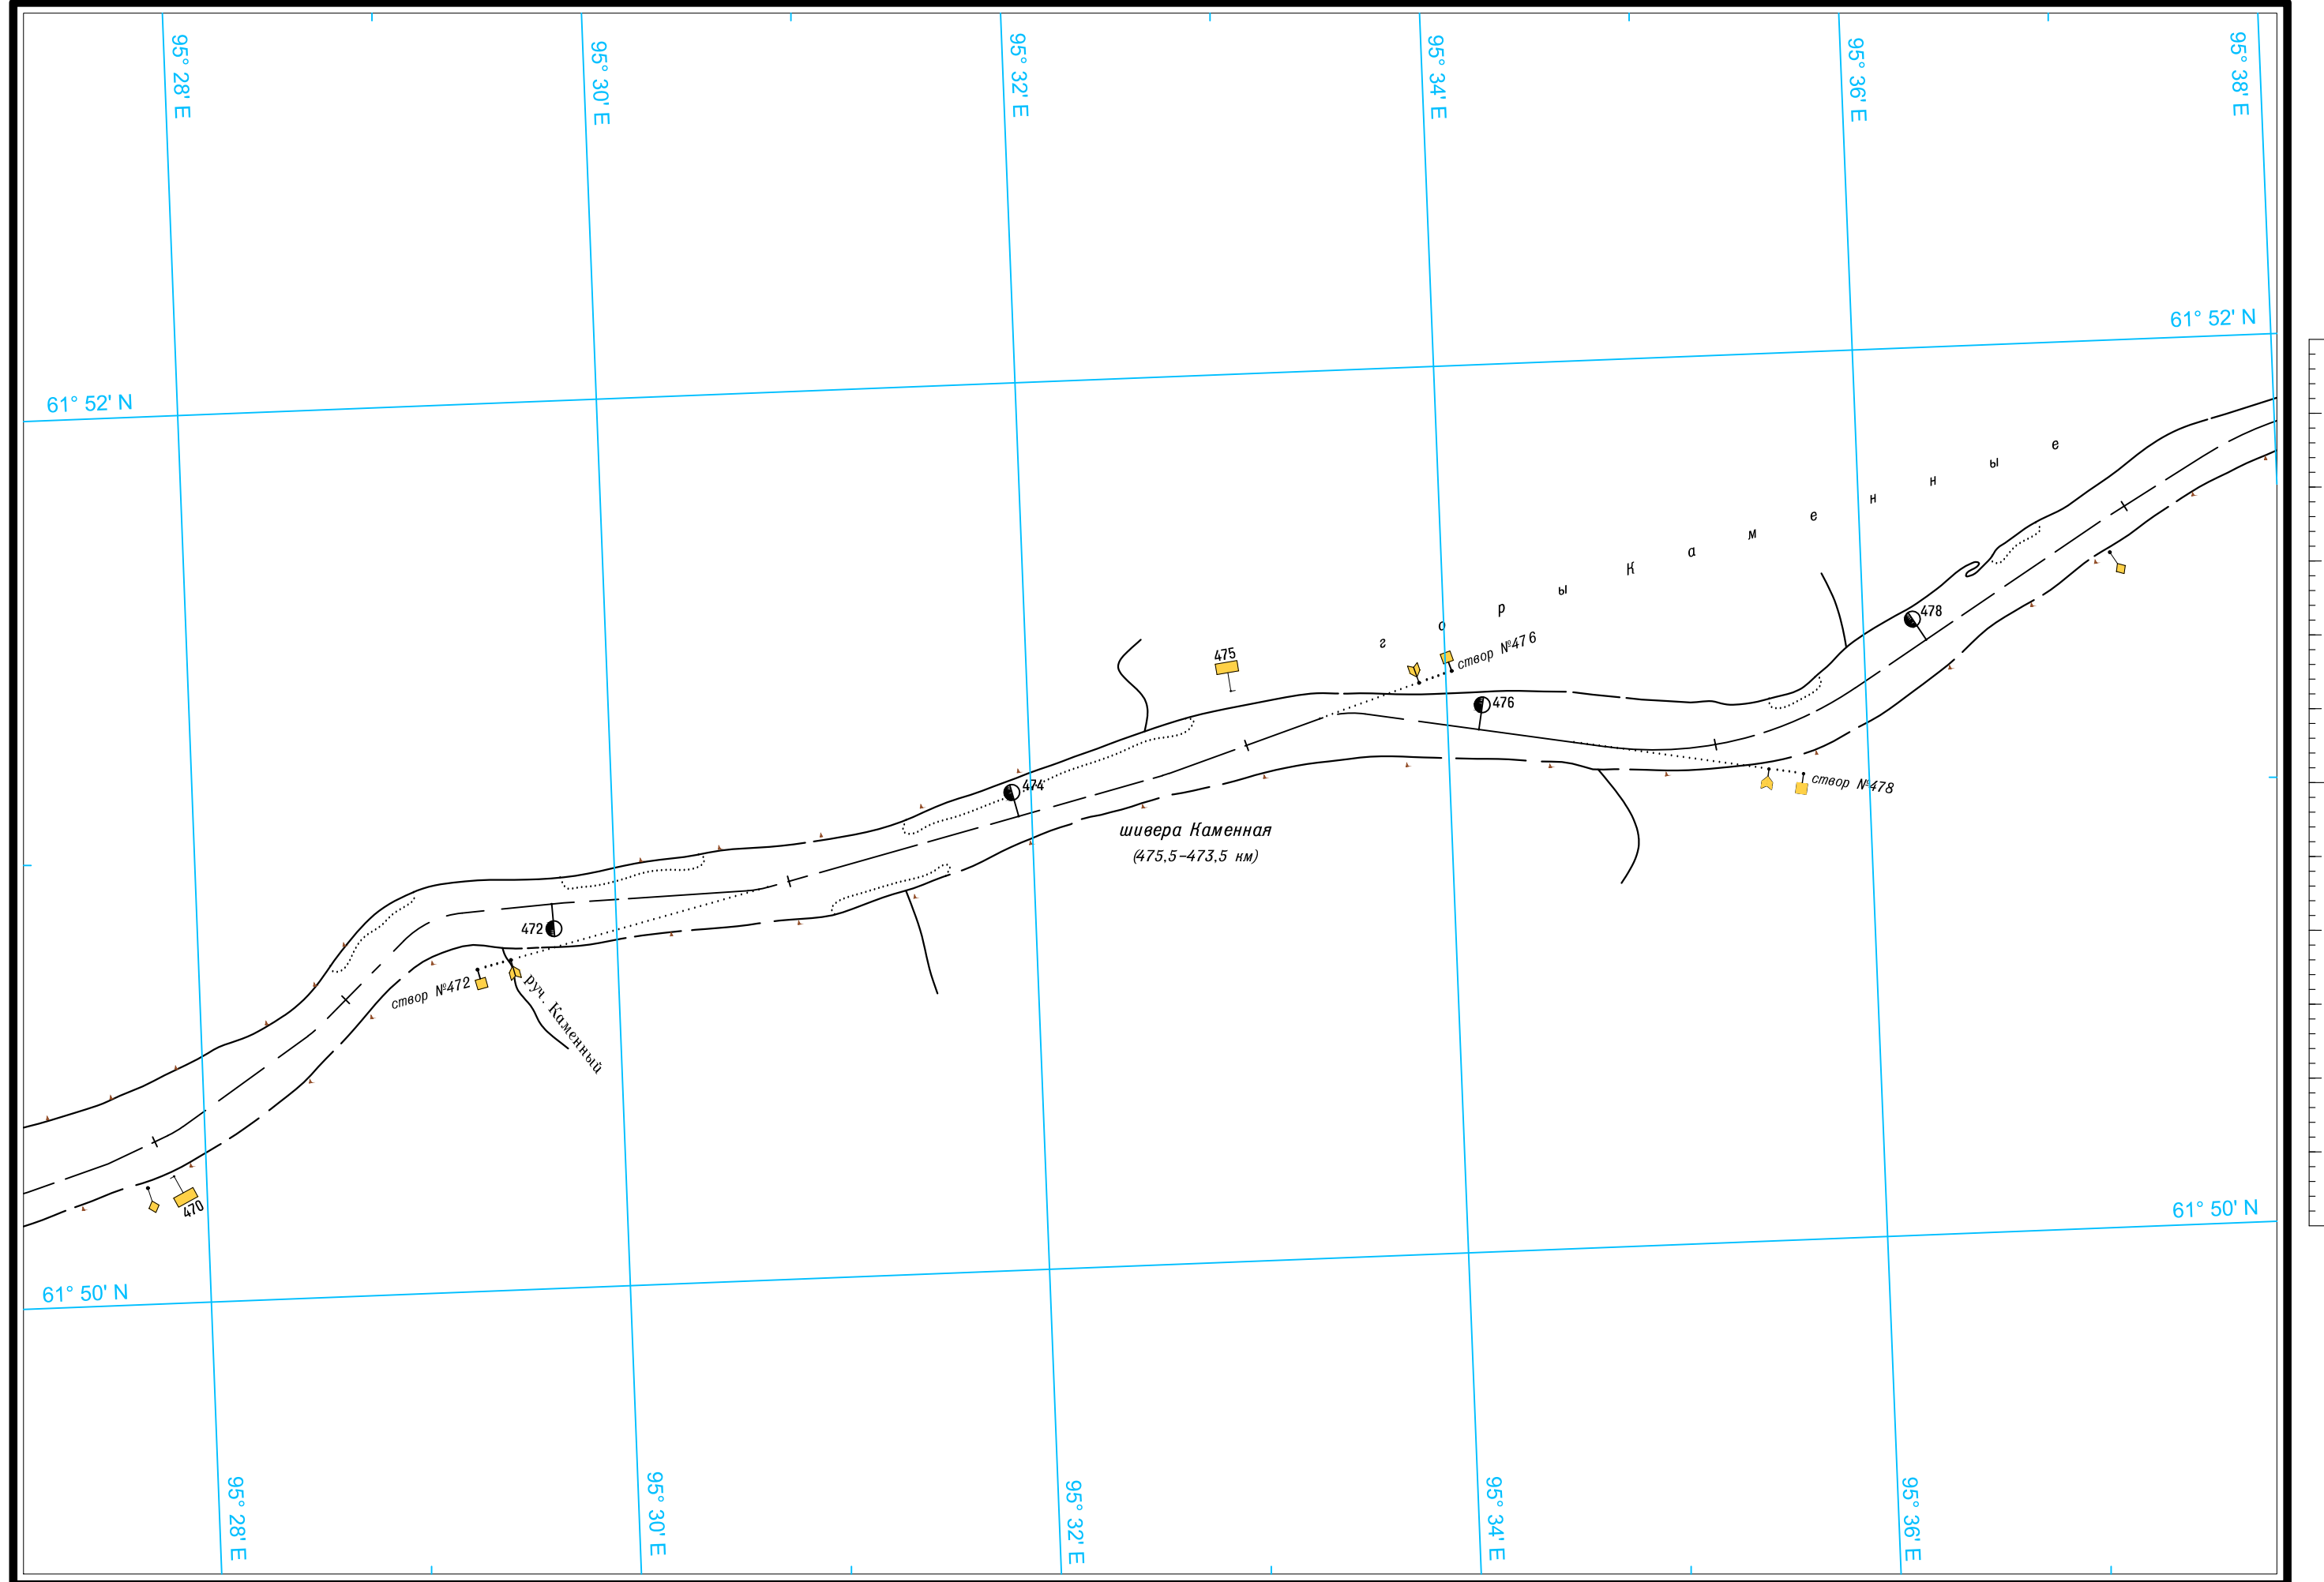 95° 28' E
95° 30' E
95° 32' E
95° 34' E
95° 36' E
95° 38' E
61° 52' N
61° 52' N
горы Каменные
478
475
створ №476
476
474
створ №478
шивера Каменная
(475,5-473,5 км)
472
створ №472
руч. Каменный
470
61° 50' N
61° 50' N
95° 28' E
95° 30' E
95° 32' E
95° 34' E
95° 36' E